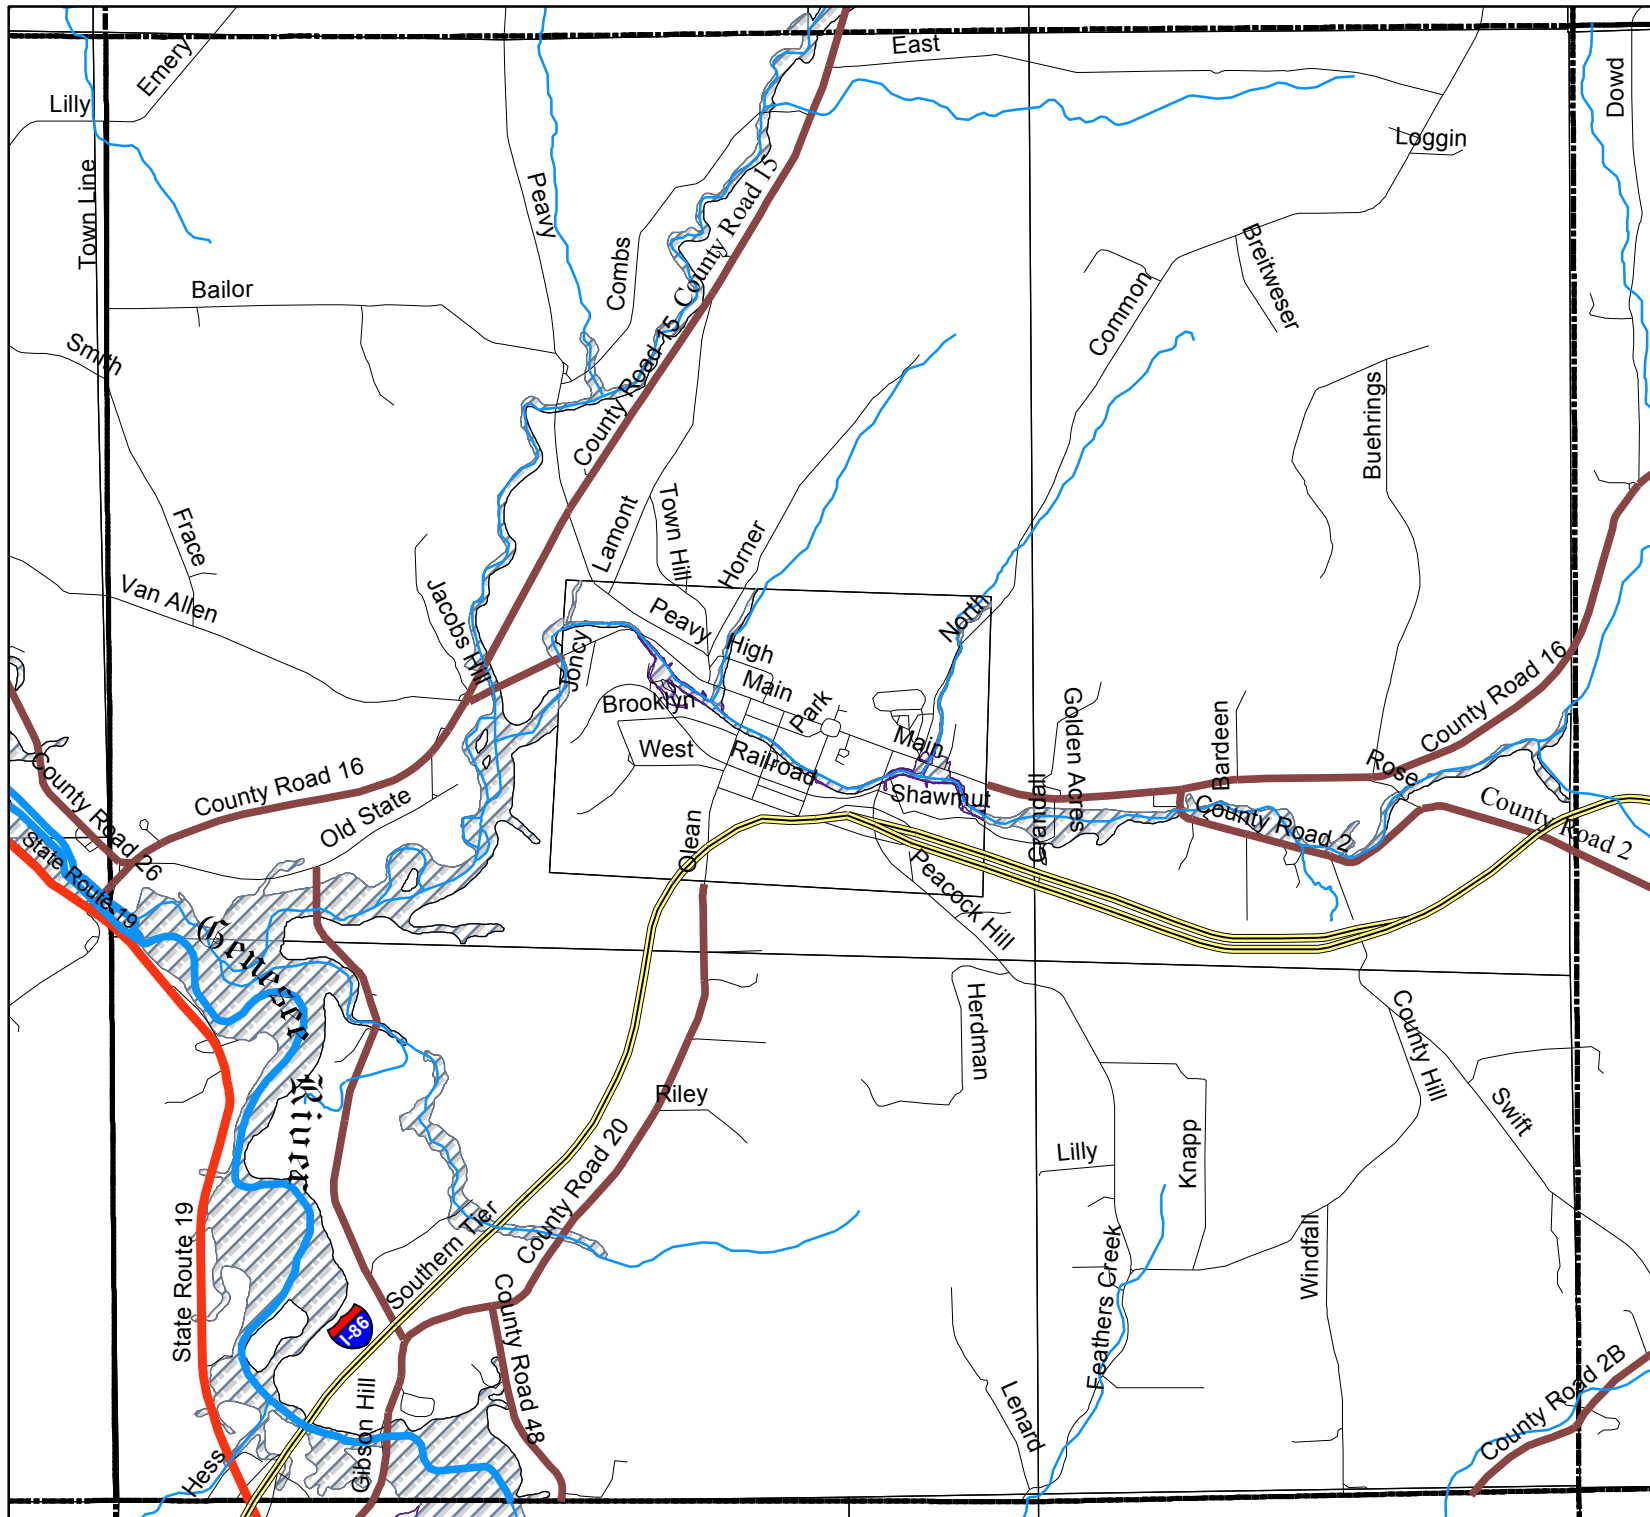 East
Emery
Dowd
Lilly
Loggin
County Road 15
Town Line
Peavy
Combs
Breitweser
Bailor
Common
Smith
County Road 15
Buehrings
Lamont
Town Hill
Horner
Frace
Van Allen
Jacobs Hill
Peavy
North
High
Joncy
Main
Park
Brooklyn
County Road 16
Golden Acres
Bardeen
West
Railroad
Main
Rose
County Road 16
Shawmut
Crandall
County Road 2
County Road 2
Old State
County Road 26
State Route 19
Olean
Peacock Hill
Genesee
River
Herdman
County Hill
Swift
Riley
Lilly
Knapp
County Road 20
Southern Tier
State Route 19
Windfall
Feathers Creek
I-86
County Road 48
County Road 2B
Gibson Hill
Lenard
Hess